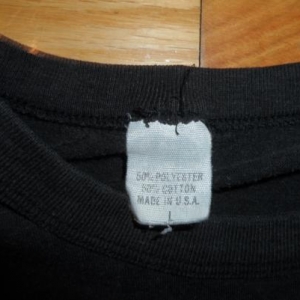 50% POLYESTER
50% COTTON
MADE IN U.S.A.
L